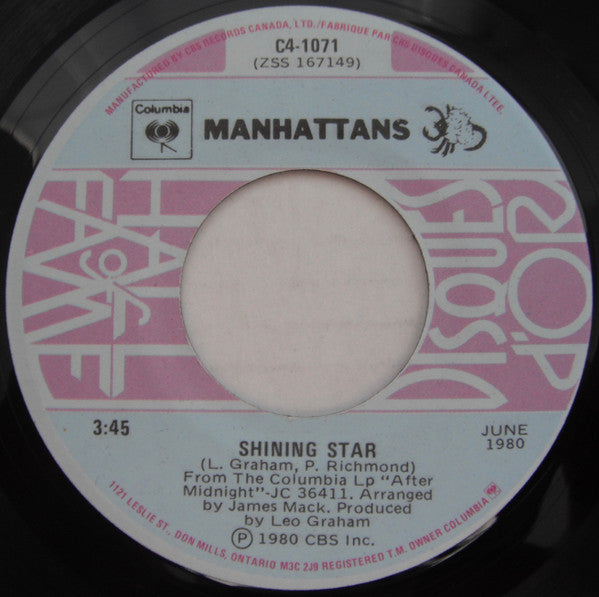 MANUFACTURED BY CBS RECORDS CANADA, LTD./FABRIQUE PAR CBS DISQUES CANADA LTEE.
C4-1071
(ZSS 167149)
Columbia
MANHATTANS
HALL
of
FAME
DISQUES
D'OR
3:45
SHINING STAR
JUNE
1980
(L. Graham, P. Richmond)
From The Columbia Lp "After
Midnight"-JC 36411. Arranged
by James Mack. Produced
by Leo Graham
Ⓟ 1980 CBS Inc.
1121 LESLIE ST., DON MILLS, ONTARIO M3C 2J9 REGISTERED T.M. OWNER COLUMBIA